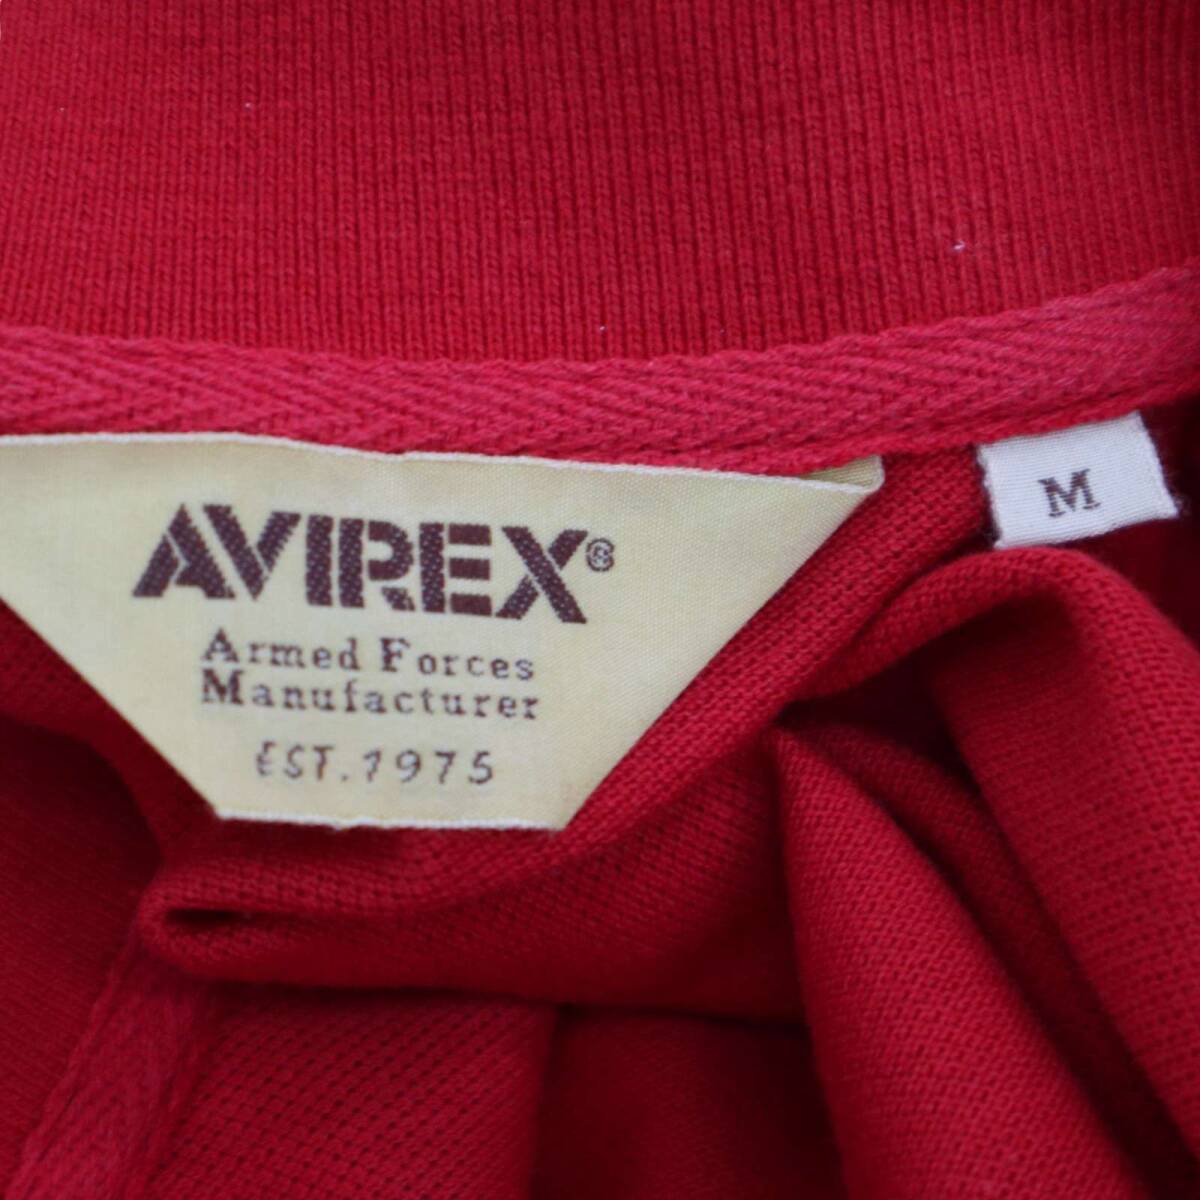 AVIREX®
Armed Forces
Manufacturer
EST. 1975
M